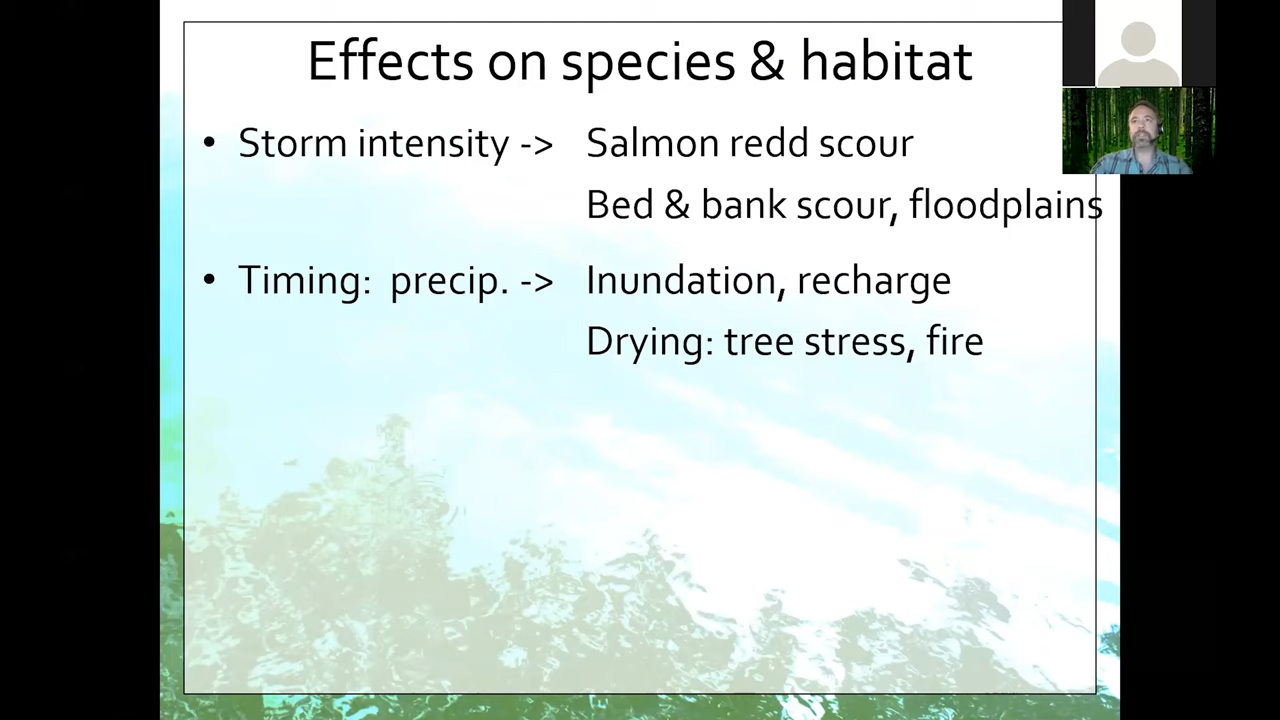 Effects on species & habitat
• Storm intensity -> Salmon redd scour
Bed & bank scour, floodplains
• Timing: precip. -> Inundation, recharge
Drying: tree stress, fire